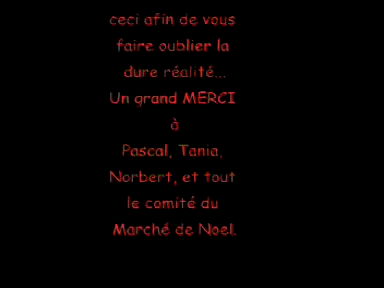 ceci afin de vous
faire oublier la
dure réalité...
Un grand MERCI
à
Pascal, Tania,
Norbert, et tout
le comité du
Marché de Noel.